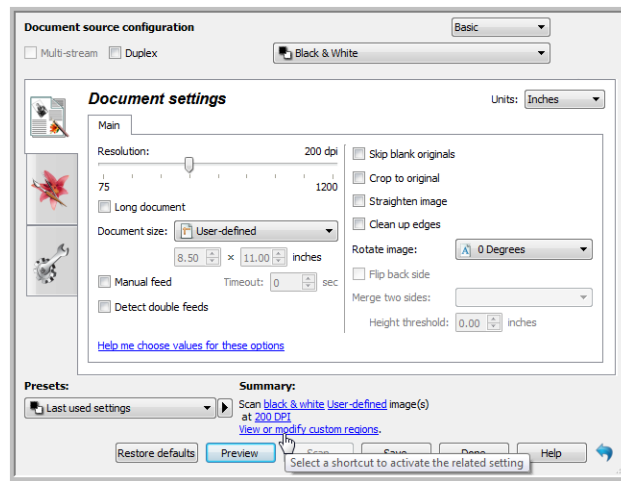 Document source configuration
Basic
Multi-stream
Duplex
Black & White
Document settings
Units: Inches
Main
Resolution: 200 dpi
75 1200
Long document
Document size: User-defined
8.50 × 11.00 inches
Manual feed
Timeout: 0 sec
Detect double feeds
Help me choose values for these options
Skip blank originals
Crop to original
Straighten image
Clean up edges
Rotate image: 0 Degrees
Flip back side
Merge two sides:
Height threshold: 0.00 inches
Presets:
Last used settings
Summary:
Scan black & white User-defined image(s)
at 200 DPI
View or modify custom regions.
Restore defaults Preview Scan Save Done Help
Select a shortcut to activate the related setting